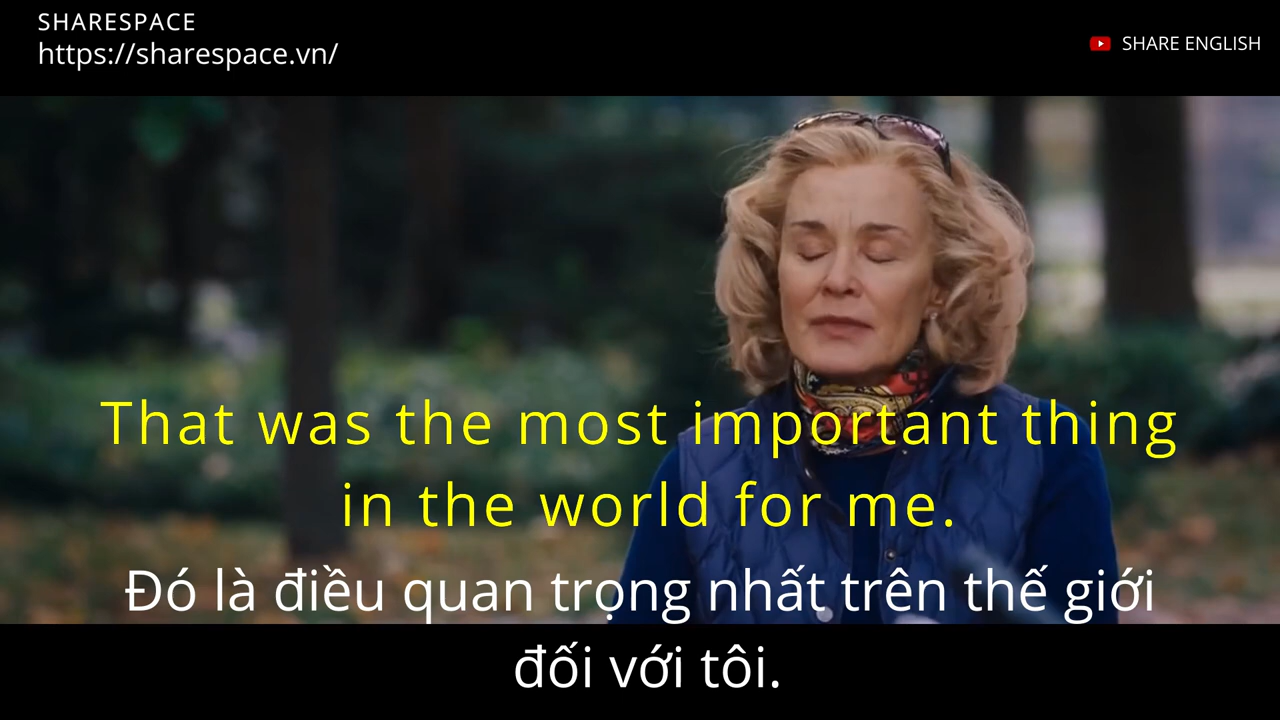 SHARESPACE
https://sharespace.vn/
SHARE ENGLISH
That was the most important thing
in the world for me.
Đó là điều quan trọng nhất trên thế giới
đối với tôi.